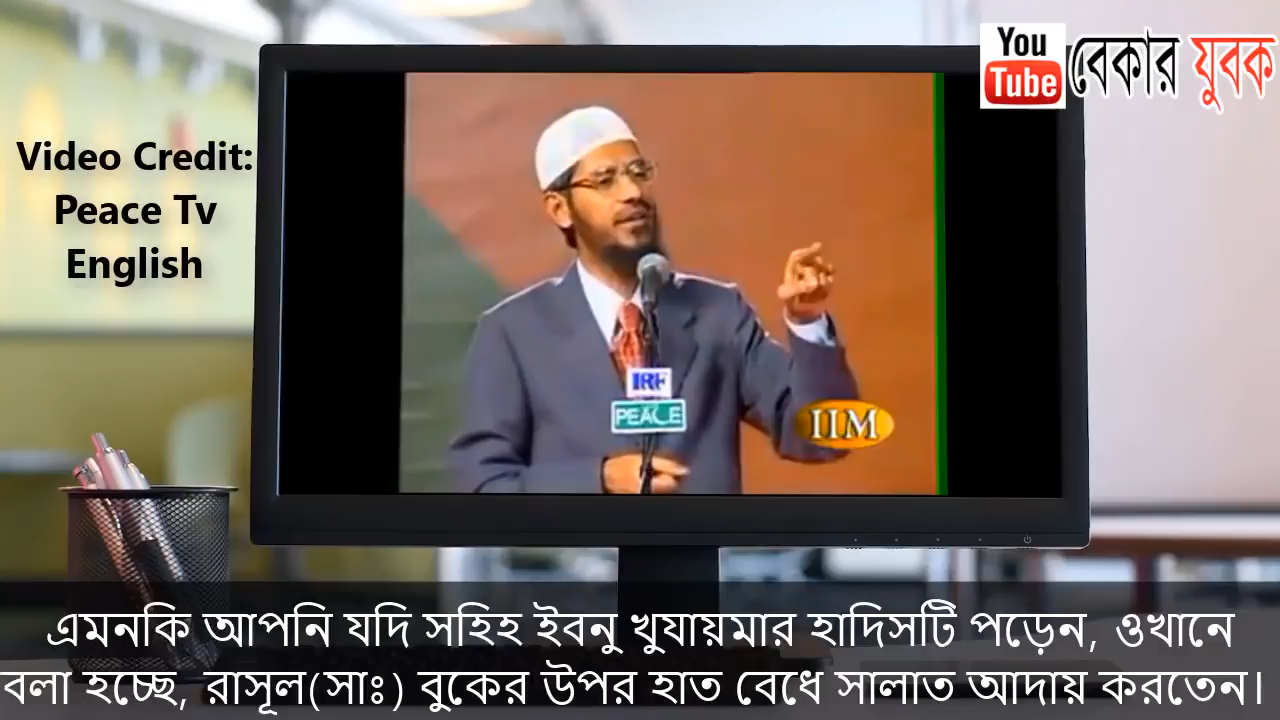 You
Tube
বেকার যুবক
Video Credit:
Peace Tv
English
IRF
PEACE
IIM
এমনকি আপনি যদি সহিহ ইবনু খুযায়মার হাদিসটি পড়েন, ওখানে
বলা হচ্ছে, রাসূল(সাঃ) বুকের উপর হাত বেধে সালাত আদায় করতেন।